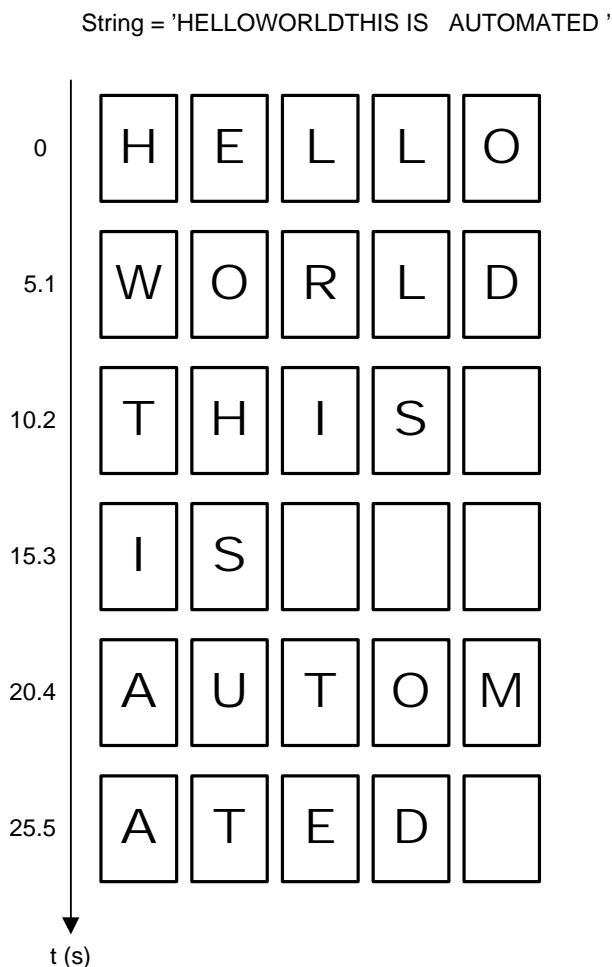 String = 'HELLOWORLDTHIS IS   AUTOMATED '
0 H E L L O
5.1 W O R L D
10.2 T H I S
15.3 I S
20.4 A U T O M
25.5 A T E D
t (s)